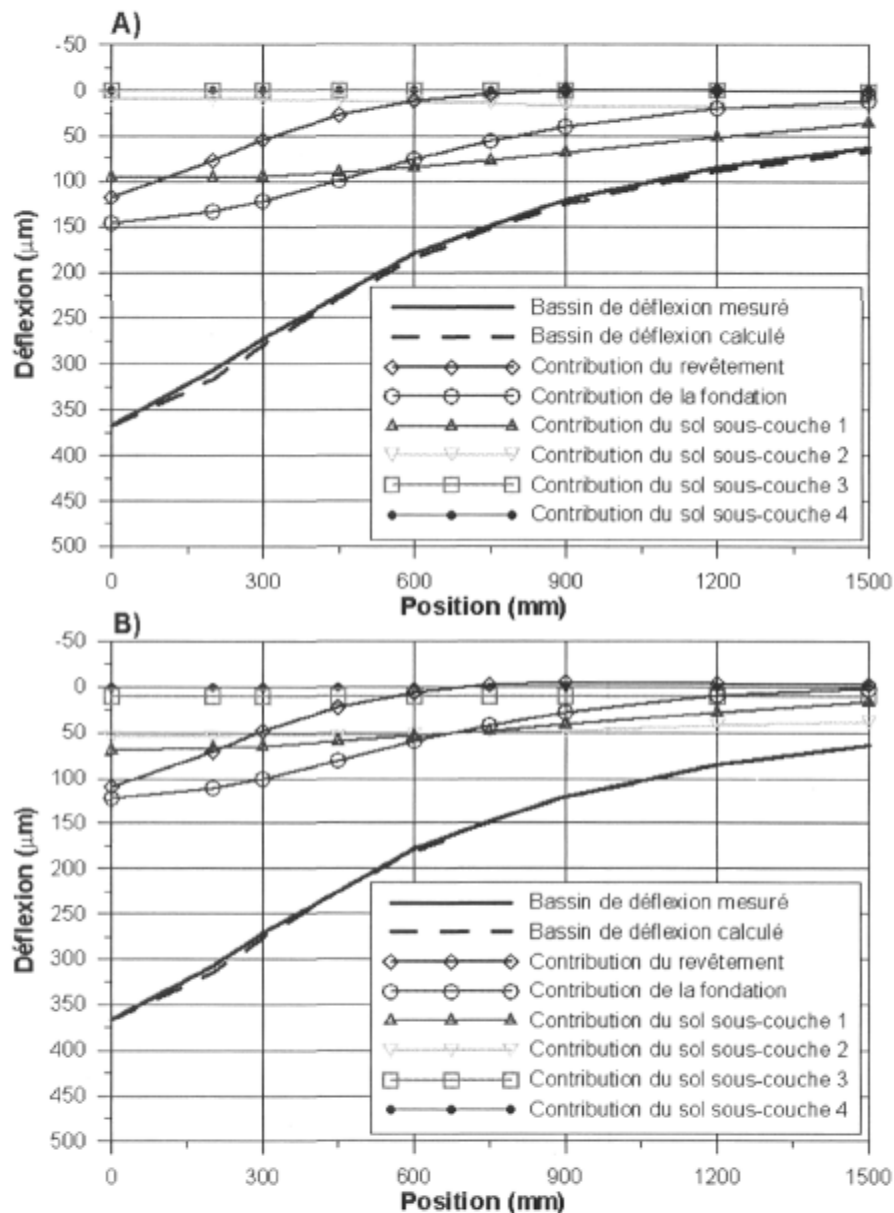 A)
-50
0
50
100
150
200
250
300
350
400
450
500
Déflexion (µm)
Bassin de déflexion mesuré
Bassin de déflexion calculé
Contribution du revêtement
Contribution de la fondation
Contribution du sol sous-couche 1
Contribution du sol sous-couche 2
Contribution du sol sous-couche 3
Contribution du sol sous-couche 4
0 300 600 900 1200 1500
Position (mm)
B)
-50
0
50
100
150
200
250
300
350
400
450
500
Déflexion (µm)
Bassin de déflexion mesuré
Bassin de déflexion calculé
Contribution du revêtement
Contribution de la fondation
Contribution du sol sous-couche 1
Contribution du sol sous-couche 2
Contribution du sol sous-couche 3
Contribution du sol sous-couche 4
0 300 600 900 1200 1500
Position (mm)